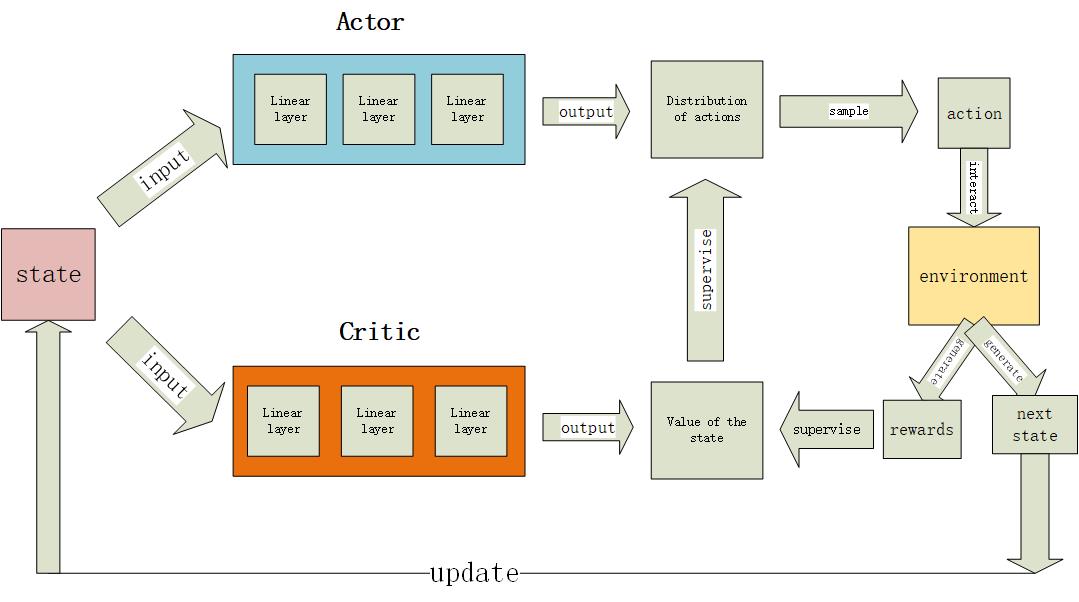 Actor
Linear
layer
Linear
layer
Linear
layer
output
Distribution
of actions
sample
action
input
interact
state
environment
supervise
Critic
input
generate
generate
Linear
layer
Linear
layer
Linear
layer
output
Value of the
state
supervise
rewards
next
state
update